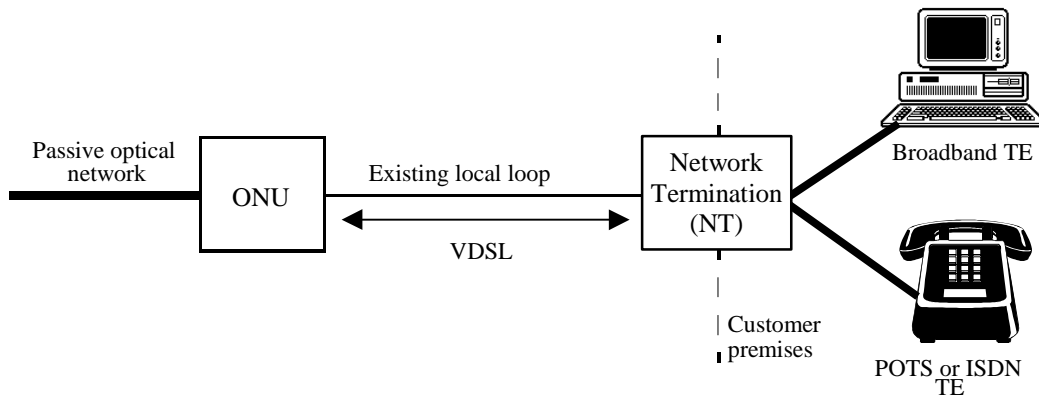 Passive optical
network
ONU
Existing local loop
VDSL
Network
Termination
(NT)
Customer
premises
Broadband TE
POTS or ISDN
TE